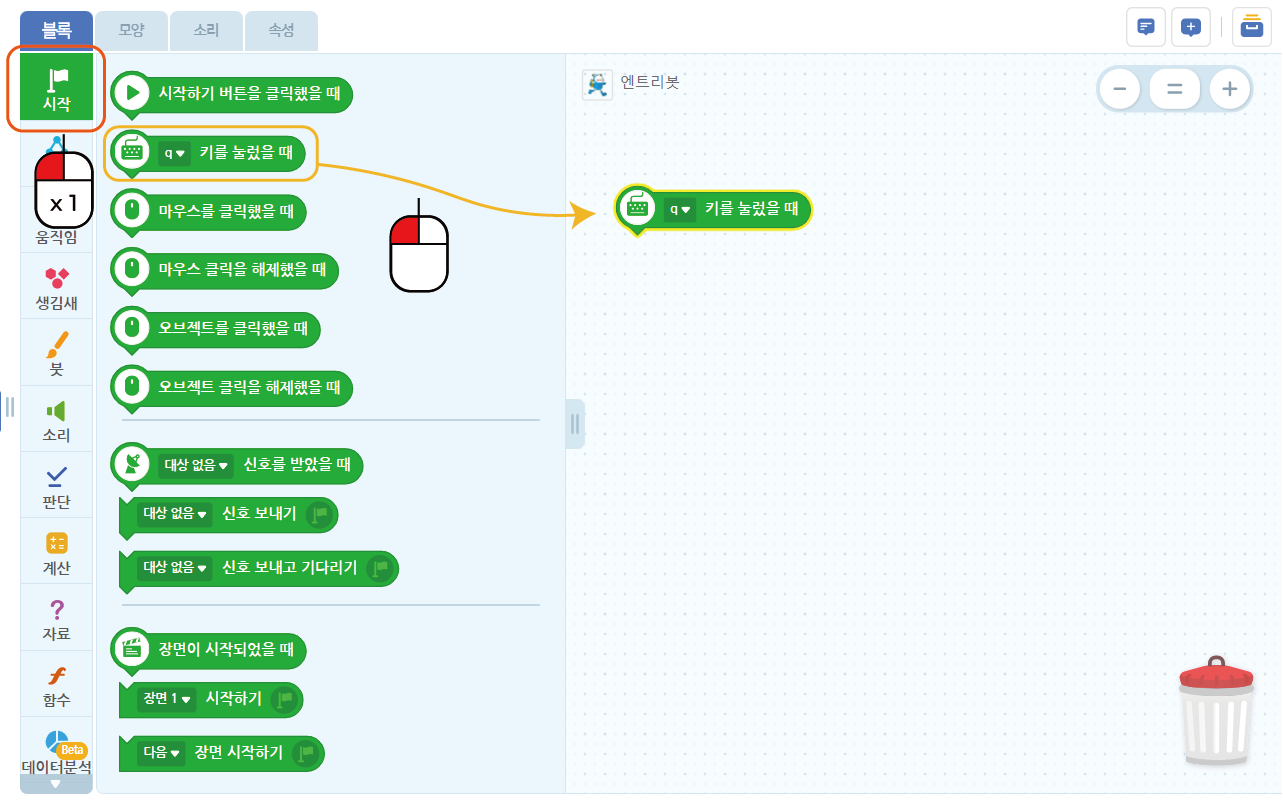 블록
모양
소리
속성
시작
x 1
움직임
생김새
붓
소리
판단
계산
자료
함수
Beta
데이터분석
시작하기 버튼을 클릭했을 때
q 키를 눌렀을 때
마우스를 클릭했을 때
마우스 클릭을 해제했을 때
오브젝트를 클릭했을 때
오브젝트 클릭을 해제했을 때
대상 없음 신호를 받았을 때
대상 없음 신호 보내기
대상 없음 신호 보내고 기다리기
장면이 시작되었을 때
장면 1 시작하기
다음 장면 시작하기
엔트리봇
q 키를 눌렀을 때